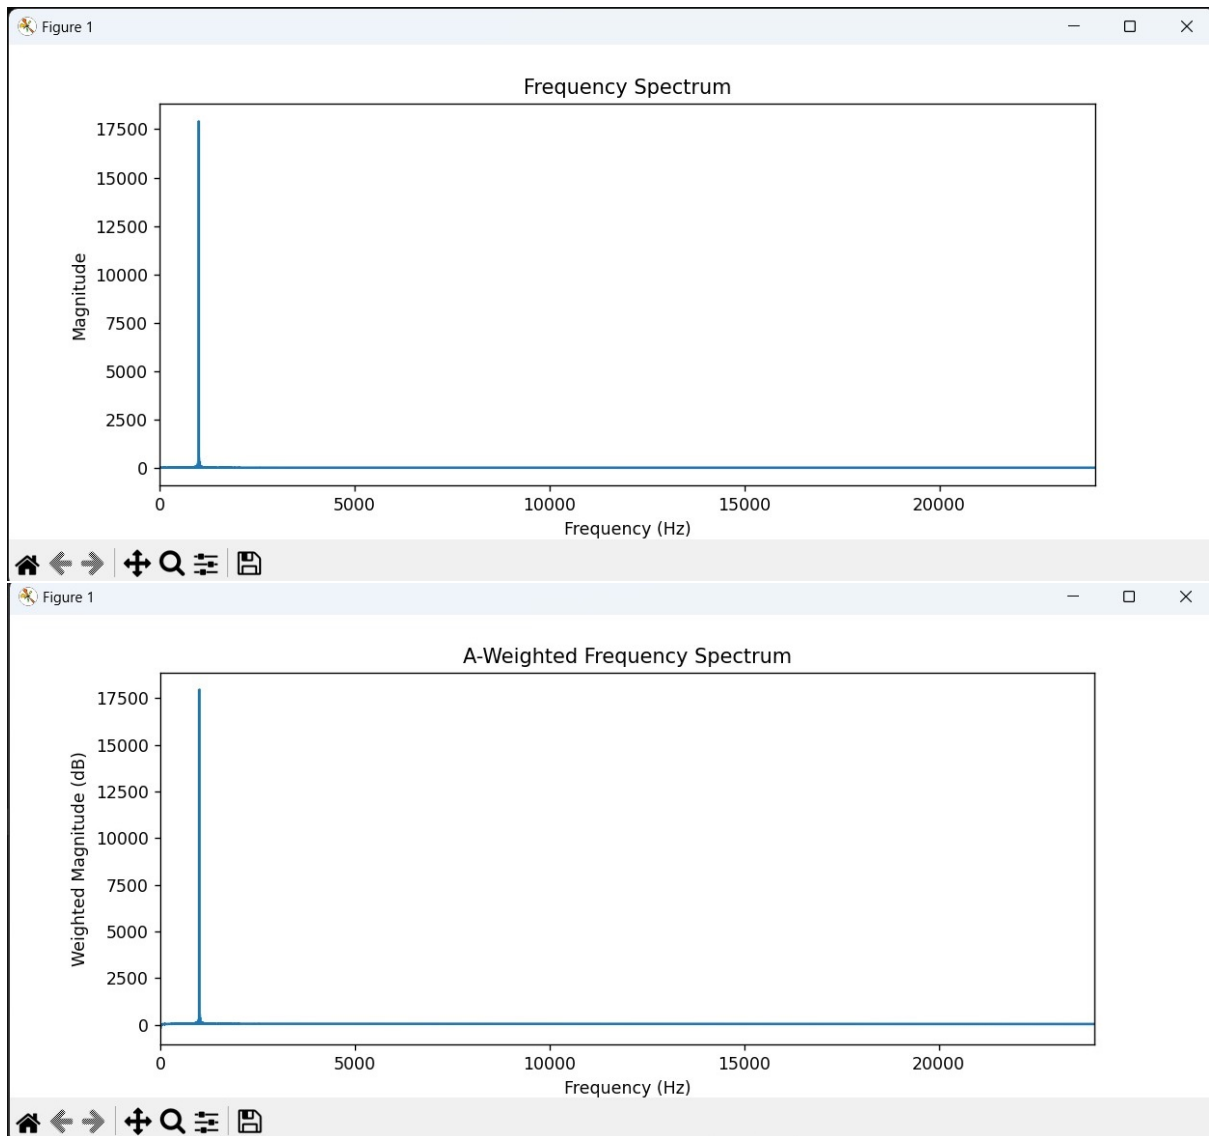 Figure 1
Frequency Spectrum
17500
15000
12500
10000
7500
5000
2500
0
Magnitude
0 5000 10000 15000 20000
Frequency (Hz)
Figure 1
A-Weighted Frequency Spectrum
17500
15000
12500
10000
7500
5000
2500
0
Weighted Magnitude (dB)
0 5000 10000 15000 20000
Frequency (Hz)